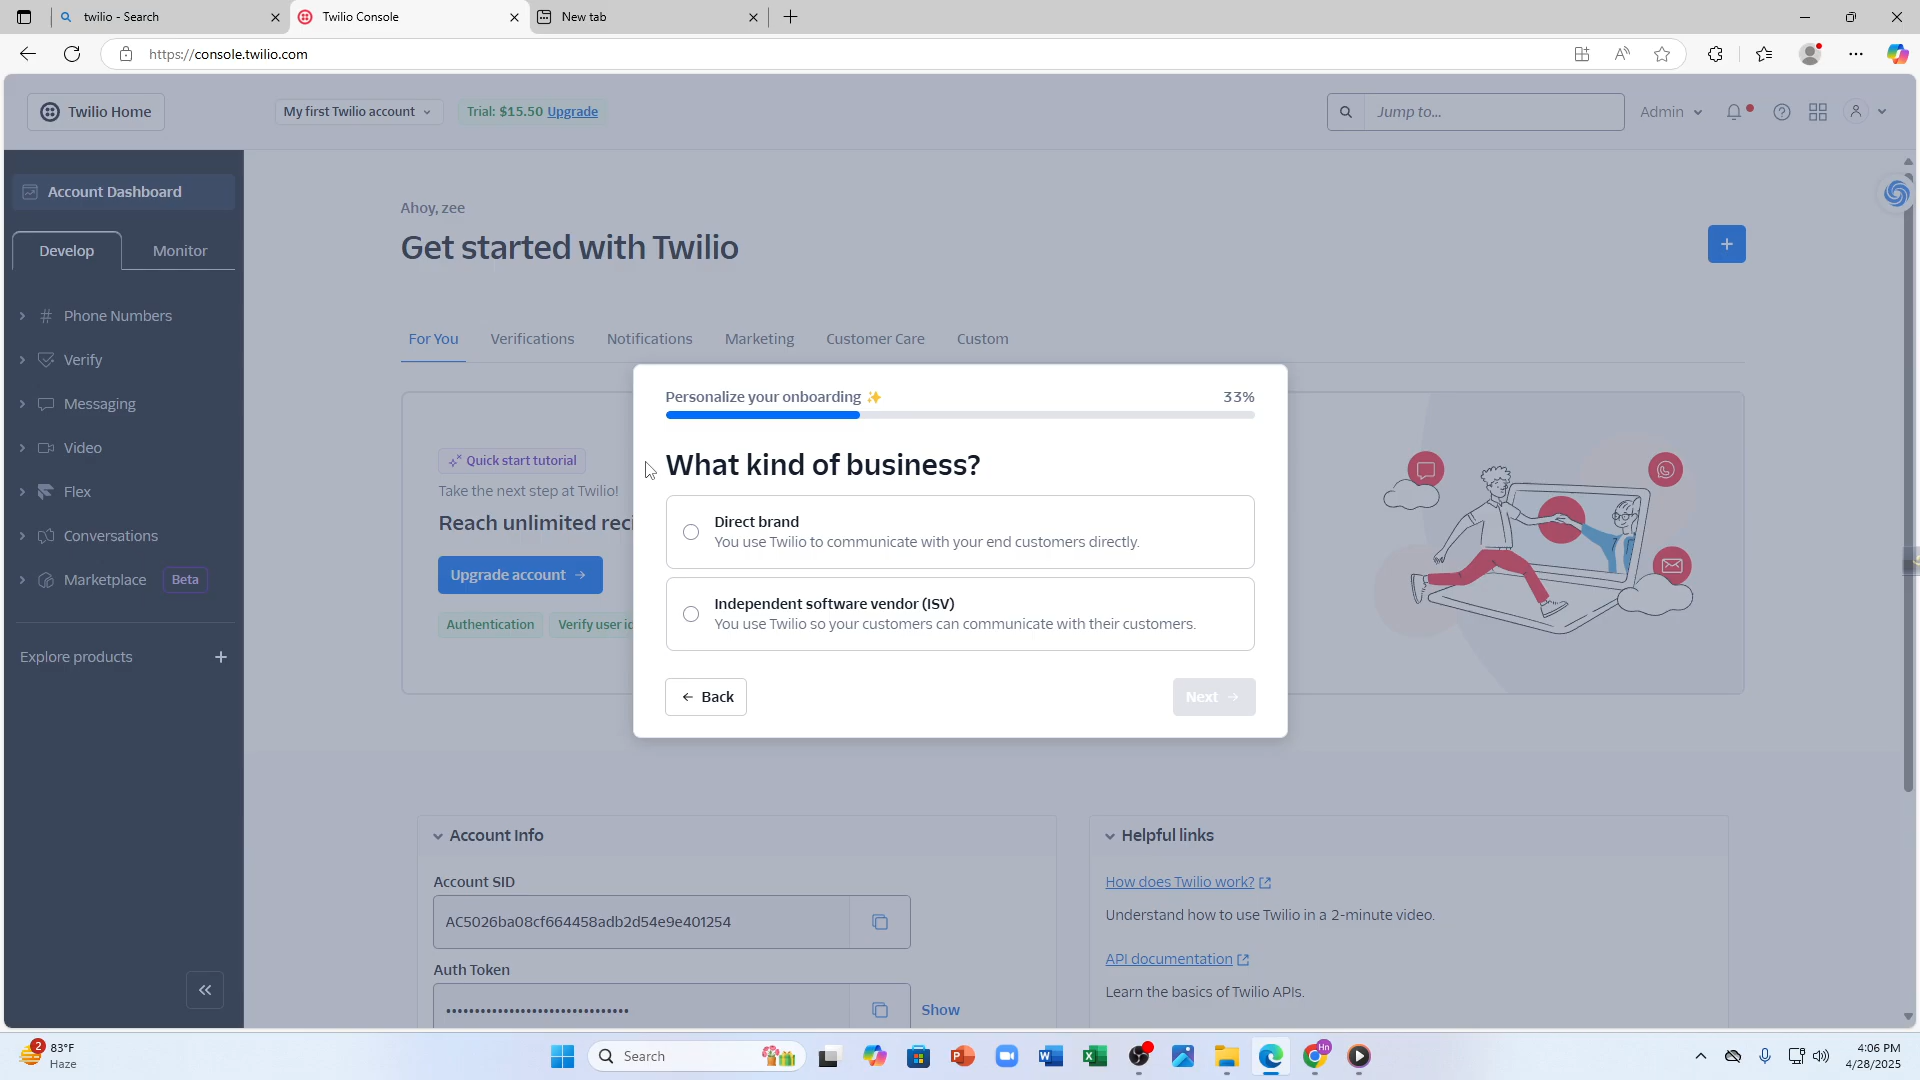 twilio - Search
Twilio Console
New tab
https://console.twilio.com
Twilio Home
My first Twilio account
Trial: $15.50 Upgrade
Jump to...
Admin
Account Dashboard
Develop
Monitor
Phone Numbers
Verify
Messaging
Video
Flex
Conversations
Marketplace
Beta
Explore products
Ahoy, zee
Get started with Twilio
For You
Verifications
Notifications
Marketing
Customer Care
Custom
Quick start tutorial
Take the next step at Twilio!
Reach unlimited
Upgrade account
Authentication
Verify user
Personalize your onboarding
33%
What kind of business?
Direct brand
You use Twilio to communicate with your end customers directly.
Independent software vendor (ISV)
You use Twilio so your customers can communicate with their customers.
Back
Next
Account Info
Account SID
AC5026ba08cf664458adb2d54e9e401254
Auth Token
Show
Helpful links
How does Twilio work?
Understand how to use Twilio in a 2-minute video.
API documentation
Learn the basics of Twilio APIs.
2
83°F
Haze
Search
Hn
4:06 PM
4/28/2025